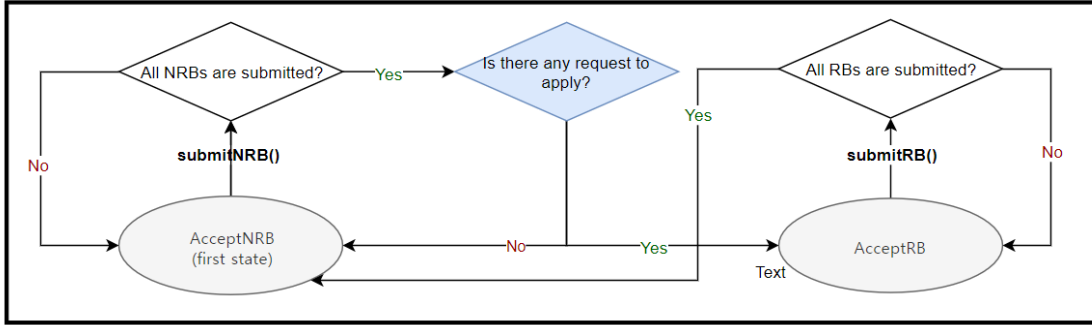 All NRBs are submitted?
Yes
Is there any request to
apply?
All RBs are submitted?
Yes
No
submitNRB()
submitRB()
No
AcceptNRB
(first state)
No
Yes
AcceptRB
Text